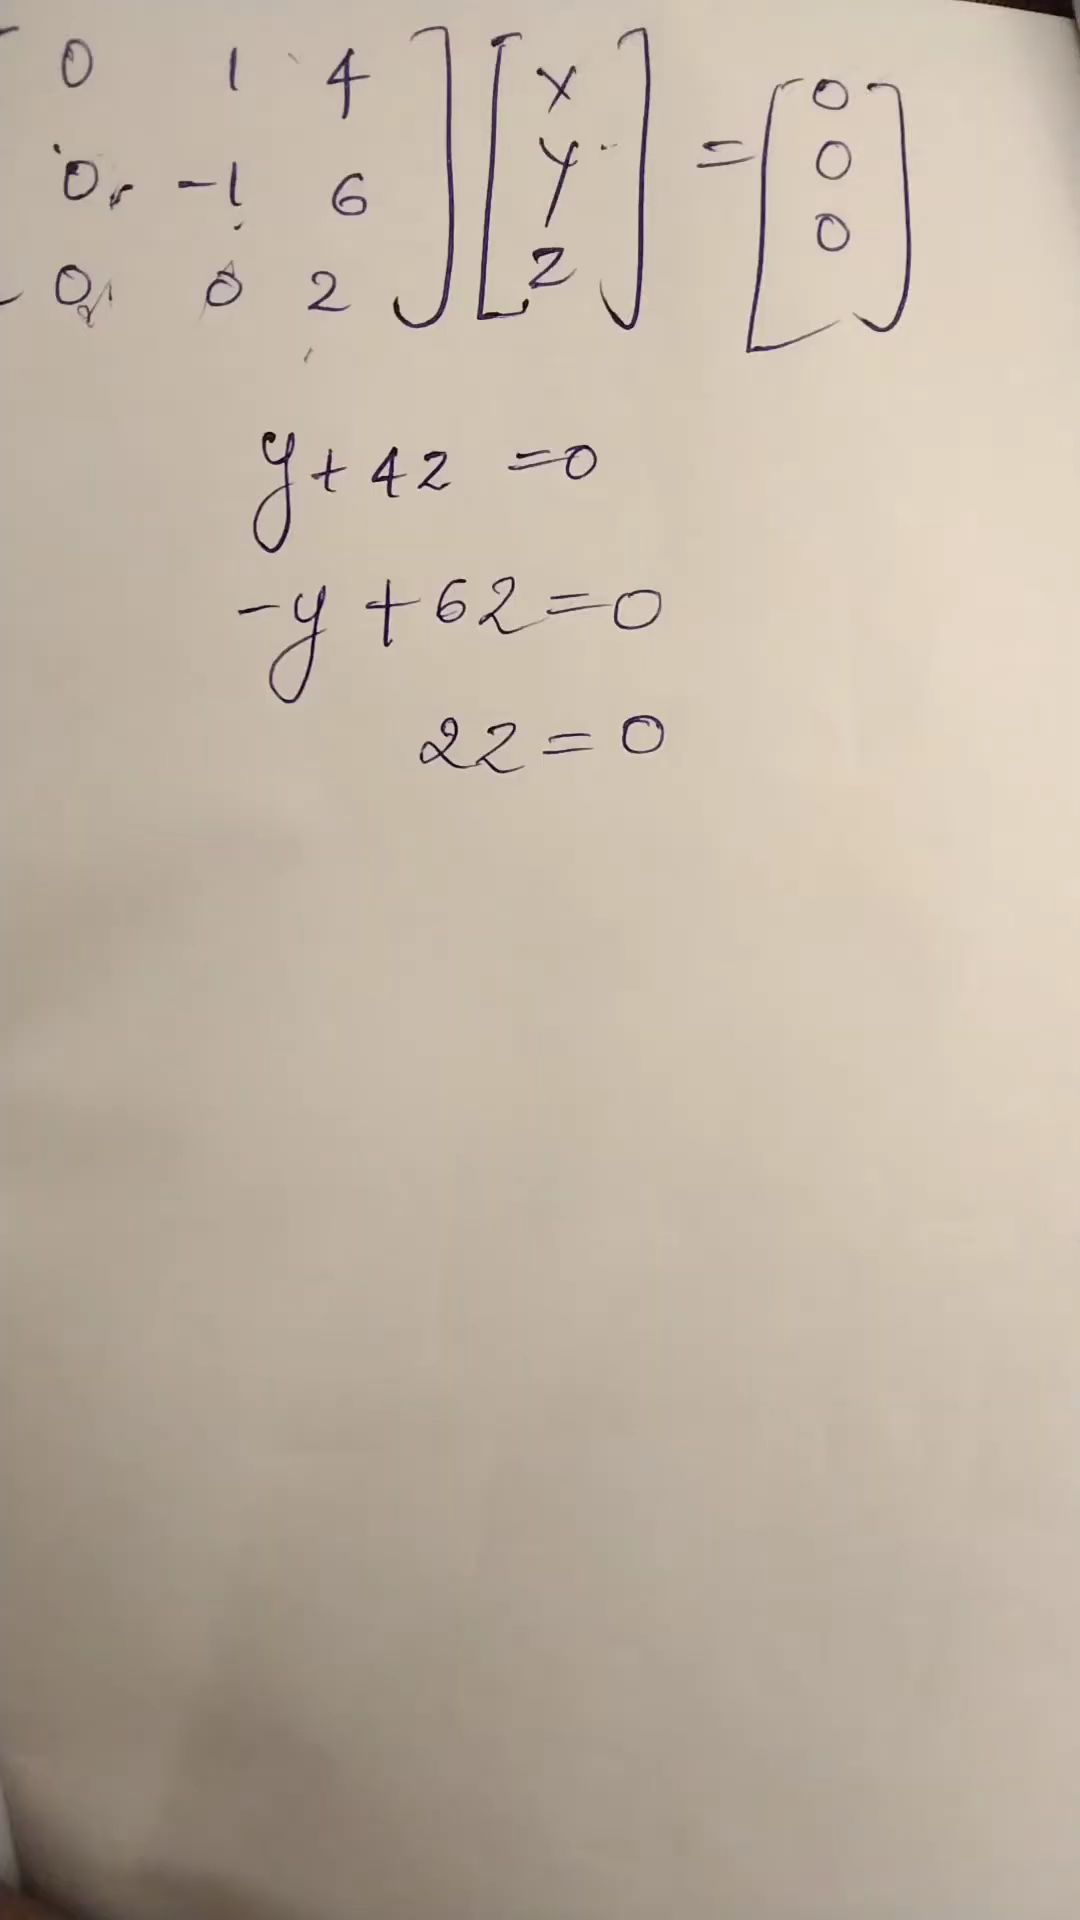 0 1 4 ] [ x ] = [ 0 ]
0 -1 6 y 0
0 0 2 z 0
y + 4z = 0
-y + 6z = 0
2z = 0